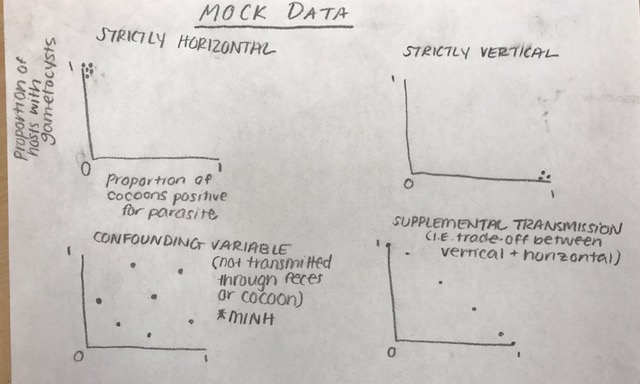 MOCK DATA
STRICTLY HORIZONTAL
Proportion of
hosts with
gametocysts
1
0
1
Proportion of
cocoons positive
for parasite
STRICTLY VERTICAL
1
0
1
CONFOUNDING VARIABLE
(not transmitted
through feces
or cocoon)
*MINH
1
0
1
SUPPLEMENTAL TRANSMISSION
(I.E. trade-off between
vertical + horizontal)
1
0
1